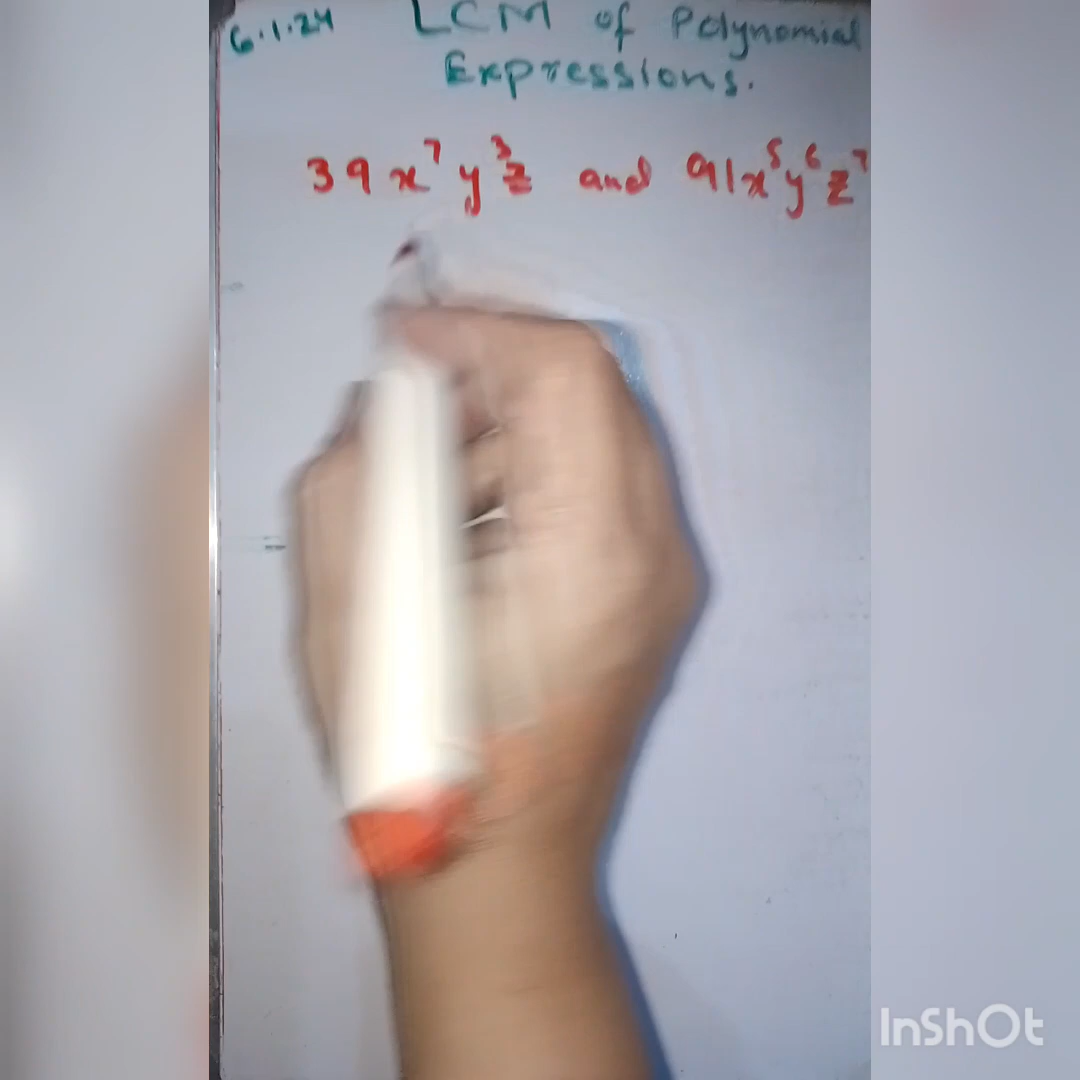 6.1.24 LCM of Polynomial
Expressions.
39x⁷y³z and 91x⁵y⁶z⁷
InShOt